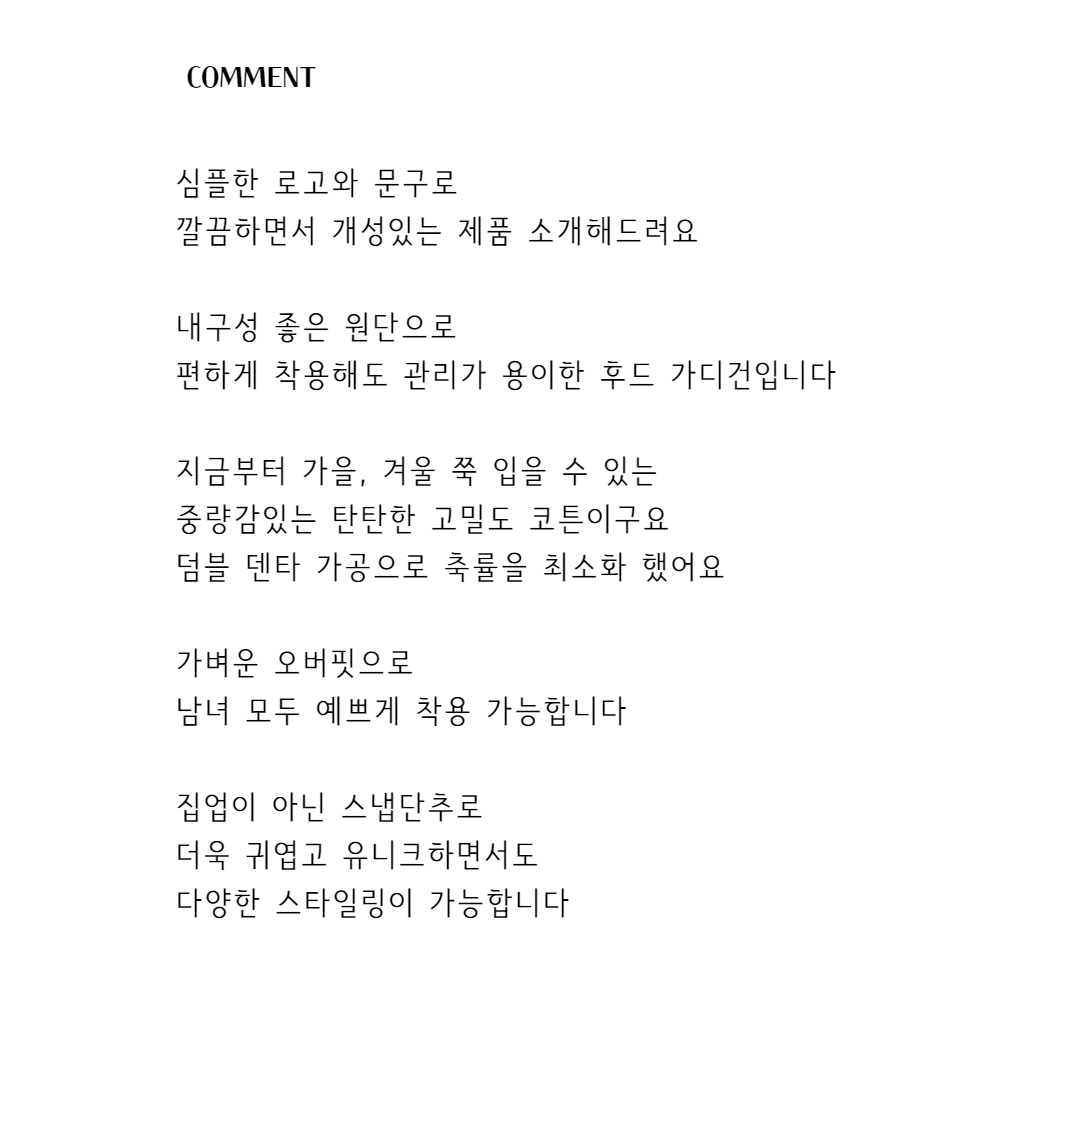 COMMENT
심플한 로고와 문구로
깔끔하면서 개성있는 제품 소개해드려요
내구성 좋은 원단으로
편하게 착용해도 관리가 용이한 후드 가디건입니다
지금부터 가을, 겨울 쭉 입을 수 있는
중량감있는 탄탄한 고밀도 코튼이구요
덤블 덴타 가공으로 축률을 최소화 했어요
가벼운 오버핏으로
남녀 모두 예쁘게 착용 가능합니다
집업이 아닌 스냅단추로
더욱 귀엽고 유니크하면서도
다양한 스타일링이 가능합니다